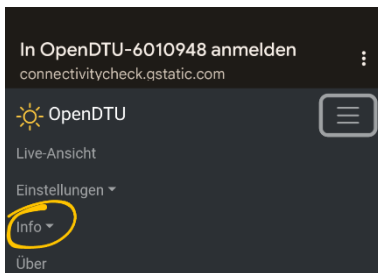 In OpenDTU-6010948 anmelden
connectivitycheck.gstatic.com
OpenDTU
Live-Ansicht
Einstellungen
Info
Über